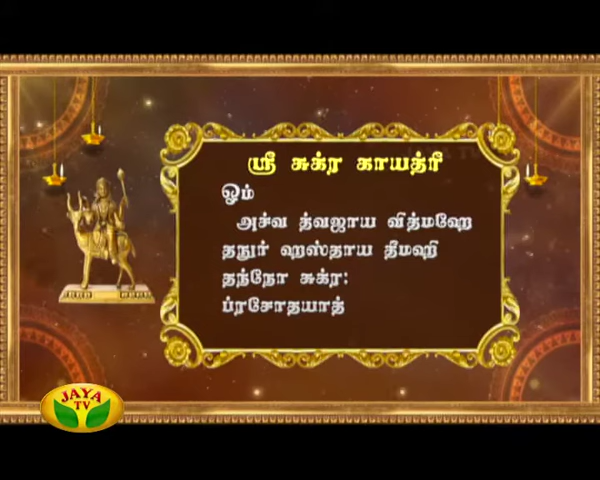 ஸ்ரீ சுக்ர காயத்ரீ
ஓம்
அச்வ த்வஜாய வித்மஹே
தநுர் ஹஸ்தாய தீமஹி
தந்நோ சுக்ர:
ப்ரசோதயாத்
JAYA
TV